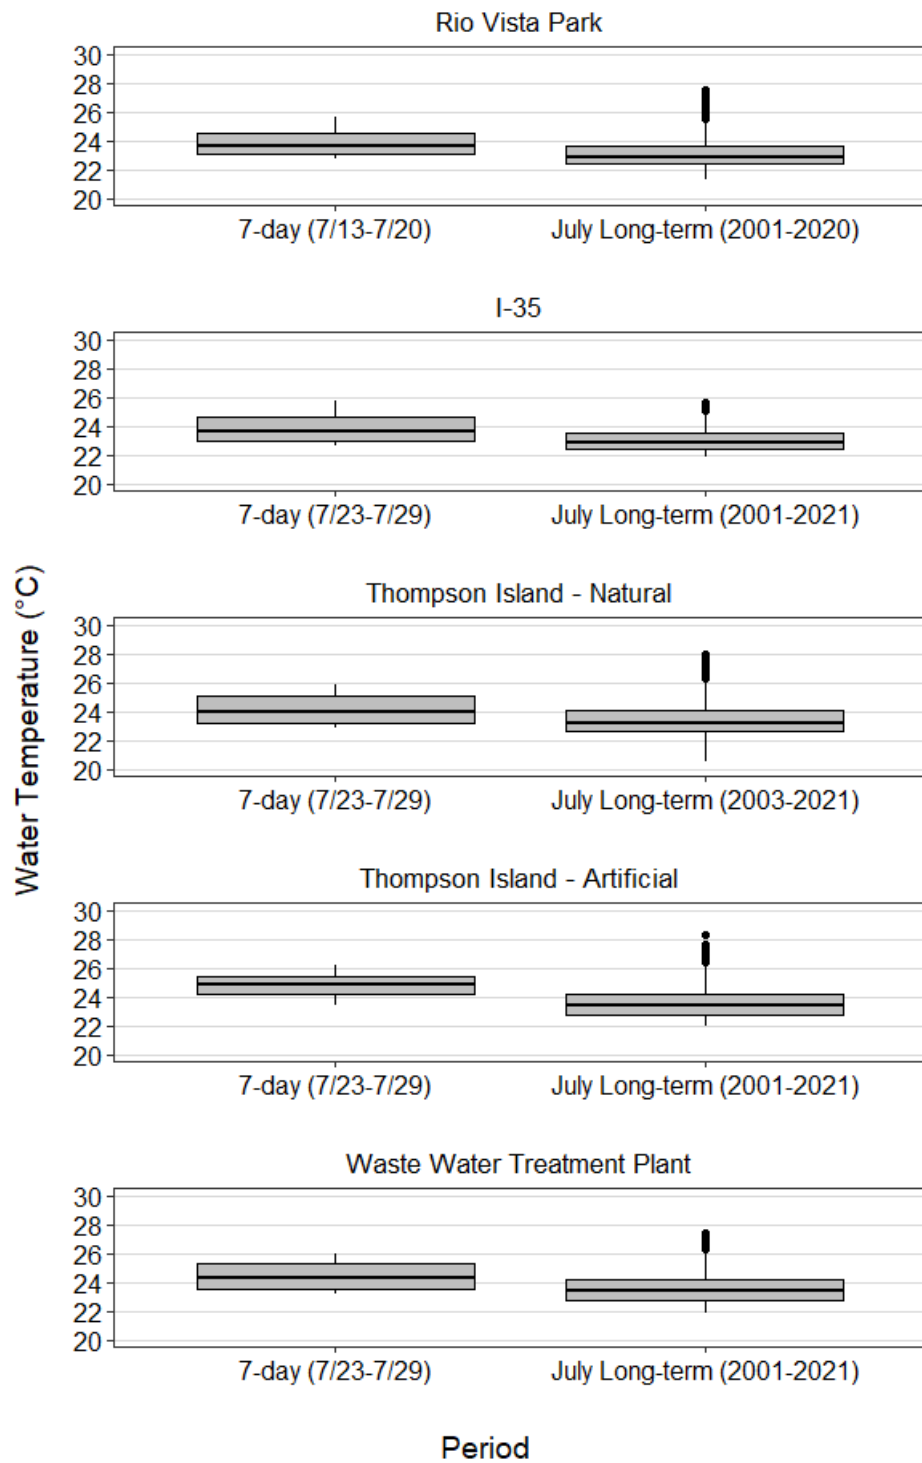 Rio Vista Park
30
28
26
24
22
20
7-day (7/13-7/20) July Long-term (2001-2020)
I-35
30
28
26
24
22
20
7-day (7/23-7/29) July Long-term (2001-2021)
Water Temperature (°C)
Thompson Island - Natural
30
28
26
24
22
20
7-day (7/23-7/29) July Long-term (2003-2021)
Thompson Island - Artificial
30
28
26
24
22
20
7-day (7/23-7/29) July Long-term (2001-2021)
Waste Water Treatment Plant
30
28
26
24
22
20
7-day (7/23-7/29) July Long-term (2001-2021)
Period